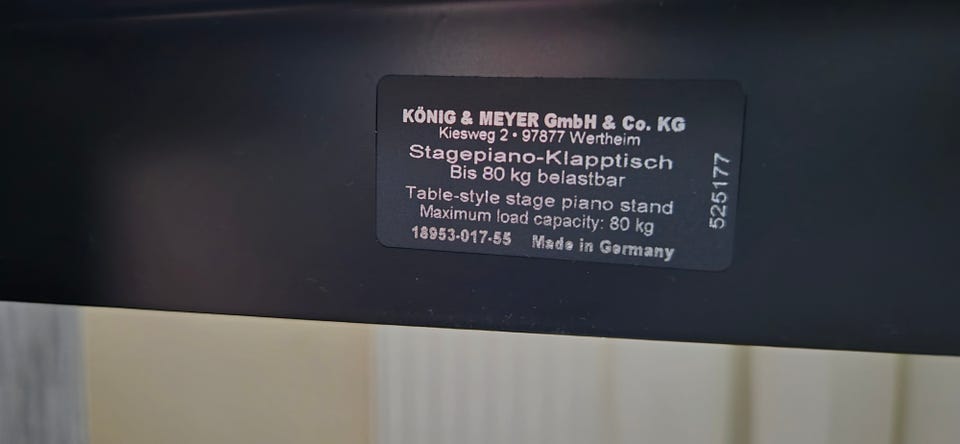 KÖNIG & MEYER GmbH & Co. KG
Kiesweg 2 • 97877 Wertheim
Stagepiano-Klapptisch
Bis 80 kg belastbar
Table-style stage piano stand
Maximum load capacity: 80 kg
18953-017-55 Made in Germany
525177